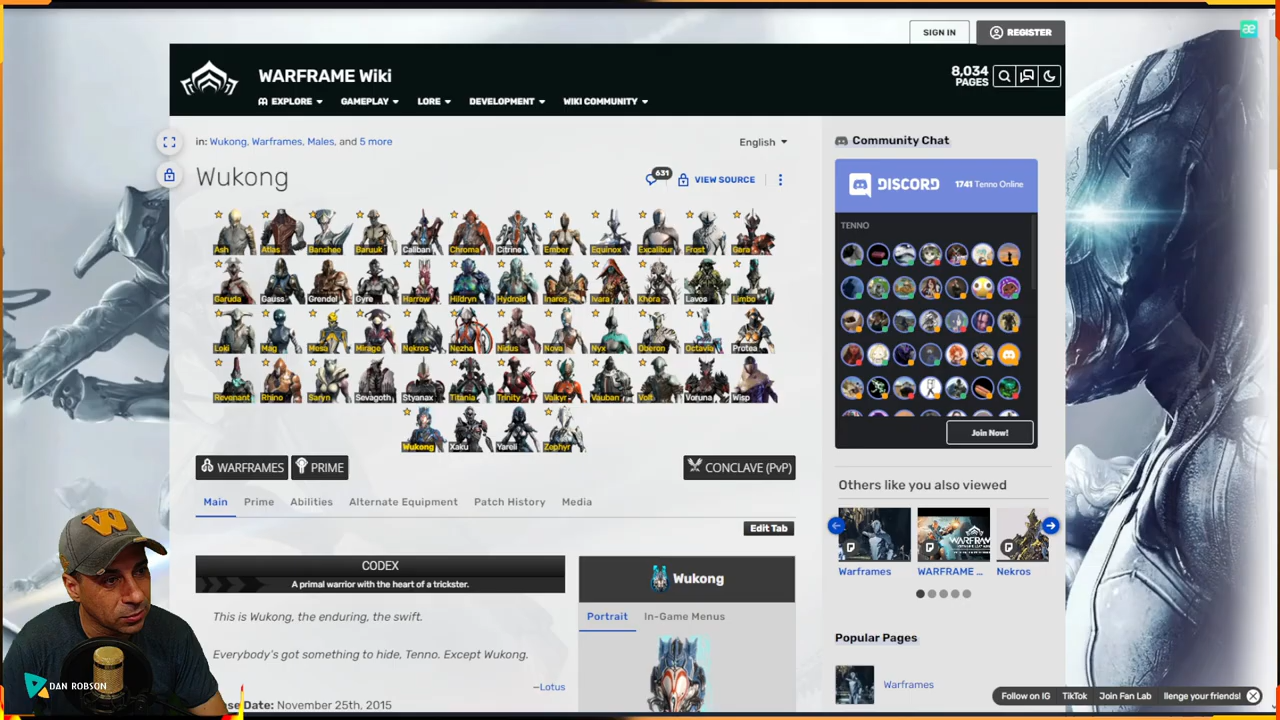 SIGN IN
REGISTER
WARFRAME Wiki
8,034
PAGES
EXPLORE
GAMEPLAY
LORE
DEVELOPMENT
WIKI COMMUNITY
in: Wukong, Warframes, Males, and 5 more
English
Wukong
631
VIEW SOURCE
Ash Atlas Banshee Baruuk Caliban Chroma Citrine Ember Equinox Excalibur Frost Gara
Garuda Gauss Grendel Gyre Harrow Hildryn Hydroid Inaros Ivara Khora Lavos Limbo
Loki Mag Mesa Mirage Nekros Nezha Nidus Nova Nyx Oberon Octavia Protea
Revenant Rhino Saryn Sevagoth Styanax Titania Trinity Valkyr Vauban Volt Voruna Wisp
Wukong Xaku Yareli Zephyr
WARFRAMES
PRIME
CONCLAVE (PvP)
Main
Prime
Abilities
Alternate Equipment
Patch History
Media
Edit Tab
CODEX
A primal warrior with the heart of a trickster.
This is Wukong, the enduring, the swift.
Everybody's got something to hide, Tenno. Except Wukong.
—Lotus
ase Date: November 25th, 2015
Wukong
Portrait
In-Game Menus
Community Chat
DISCORD
1741 Tenno Online
TENNO
Join Now!
Others like you also viewed
Warframes
WARFRAME ...
Nekros
Popular Pages
Warframes
Follow on IG
TikTok
Join Fan Lab
llenge your friends!
DAN ROBSON
æ
W